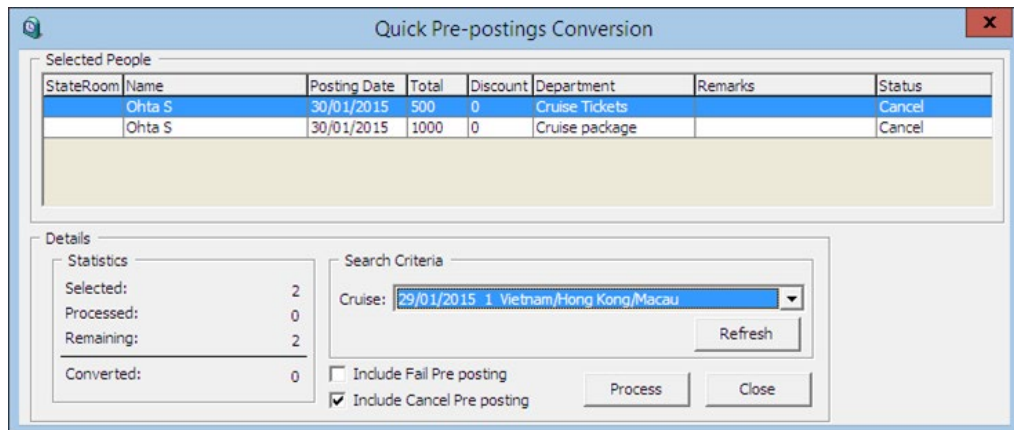 Quick Pre-postings Conversion
x
Selected People
StateRoom Name Posting Date Total Discount Department Remarks Status
Ohta S 30/01/2015 500 0 Cruise Tickets Cancel
Ohta S 30/01/2015 1000 0 Cruise package Cancel
Details
Statistics
Selected: 2
Processed: 0
Remaining: 2
Converted: 0
Search Criteria
Cruise: 29/01/2015 1 Vietnam/Hong Kong/Macau
Refresh
Include Fail Pre posting
Include Cancel Pre posting
Process
Close